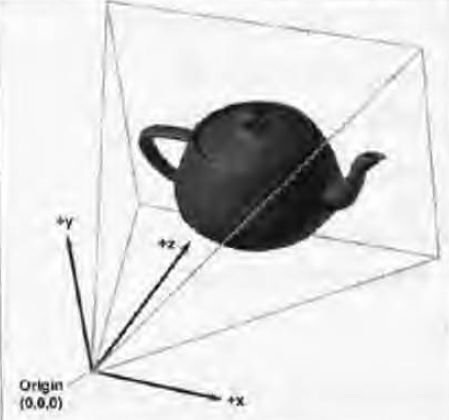 +y
+z
Origin
(0,0,0)
+x